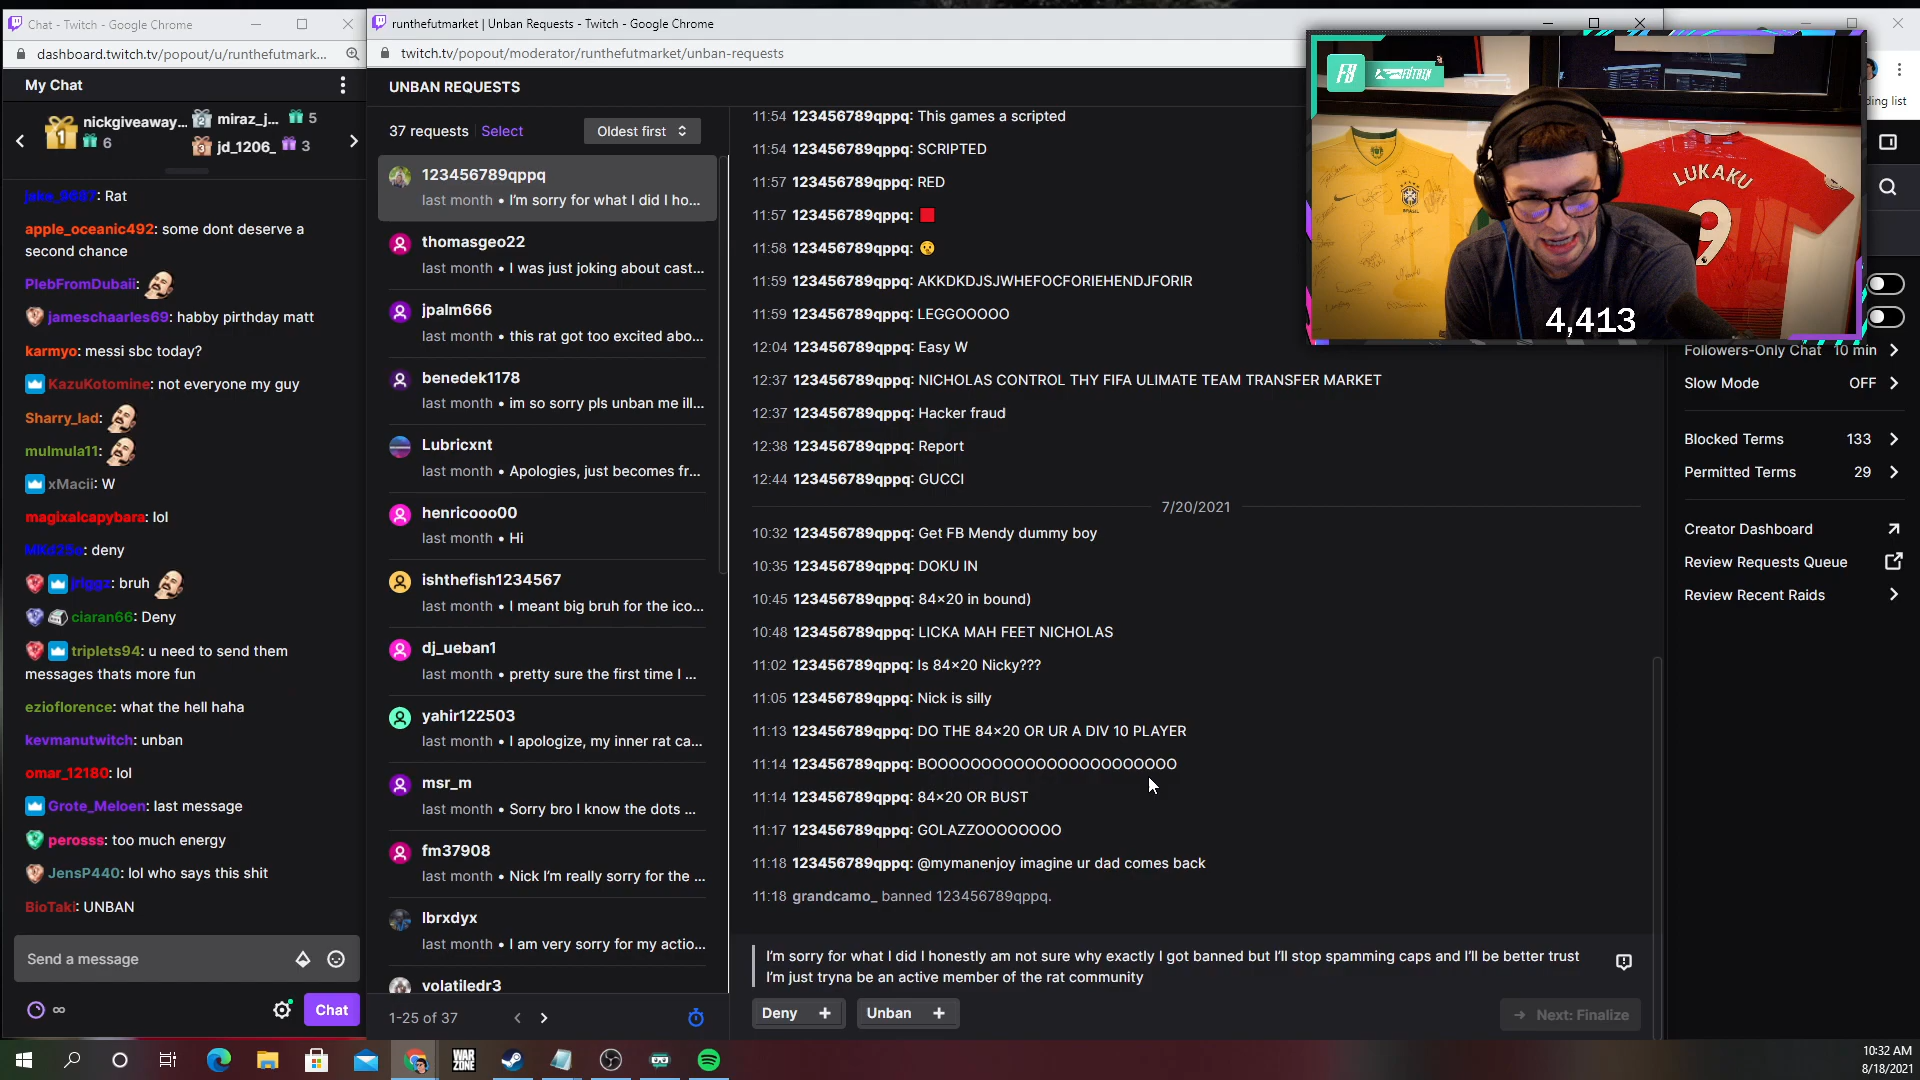 Chat - Twitch - Google Chrome
dashboard.twitch.tv/popout/u/runthefutmark...
My Chat
1 nickgiveaway... 6
2 miraz_j... 5
3 jd_1206_ 3
jake_9687: Rat
apple_oceanic492: some dont deserve a
second chance
PlebFromDubaii:
jameschaarles69: habby pirthday matt
karmyo: messi sbc today?
KazuKotomine: not everyone my guy
Sharry_lad:
mulmula11:
xMacii: W
magixalcapybara: lol
MKd25a: deny
jriggz: bruh
ciaran66: Deny
triplets94: u need to send them
messages thats more fun
ezioflorence: what the hell haha
kevmanutwitch: unban
omar_12180: lol
Grote_Meloen: last message
perosss: too much energy
JensP440: lol who says this shit
BioTaki: UNBAN
Send a message
∞
Chat
runthefutmarket | Unban Requests - Twitch - Google Chrome
twitch.tv/popout/moderator/runthefutmarket/unban-requests
UNBAN REQUESTS
37 requests Select Oldest first
123456789qppq
last month • I'm sorry for what I did I ho...
thomasgeo22
last month • I was just joking about cast...
jpalm666
last month • this rat got too excited abo...
benedek1178
last month • im so sorry pls unban me ill...
Lubricxnt
last month • Apologies, just becomes fr...
henricooo00
last month • Hi
ishthefish1234567
last month • I meant big bruh for the ico...
dj_ueban1
last month • pretty sure the first time I ...
yahir122503
last month • I apologize, my inner rat ca...
msr_m
last month • Sorry bro I know the dots ...
fm37908
last month • Nick I'm really sorry for the ...
lbrxdyx
last month • I am very sorry for my actio...
volatiledr3
1-25 of 37
11:54 123456789qppq: This games a scripted
11:54 123456789qppq: SCRIPTED
11:57 123456789qppq: RED
11:57 123456789qppq: 🟥
11:58 123456789qppq: 😗
11:59 123456789qppq: AKKDKDJSJWHEFOCFORIEHENDJFORIR
11:59 123456789qppq: LEGGOOOOO
12:04 123456789qppq: Easy W
12:37 123456789qppq: NICHOLAS CONTROL THY FIFA ULIMATE TEAM TRANSFER MARKET
12:37 123456789qppq: Hacker fraud
12:38 123456789qppq: Report
12:44 123456789qppq: GUCCI
7/20/2021
10:32 123456789qppq: Get FB Mendy dummy boy
10:35 123456789qppq: DOKU IN
10:45 123456789qppq: 84×20 in bound)
10:48 123456789qppq: LICKA MAH FEET NICHOLAS
11:02 123456789qppq: Is 84×20 Nicky???
11:05 123456789qppq: Nick is silly
11:13 123456789qppq: DO THE 84×20 OR UR A DIV 10 PLAYER
11:14 123456789qppq: BOOOOOOOOOOOOOOOOOOOOOOO
11:14 123456789qppq: 84×20 OR BUST
11:17 123456789qppq: GOLAZZOOOOOOOO
11:18 123456789qppq: @mymanenjoy imagine ur dad comes back
11:18 grandcamo_ banned 123456789qppq.
I'm sorry for what I did I honestly am not sure why exactly I got banned but I'll stop spamming caps and I'll be better trust
I'm just tryna be an active member of the rat community
Deny + Unban + Next: Finalize
FB
LUKAKU
9
4,413
ding list
Followers-Only Chat 10 min
Slow Mode OFF
Blocked Terms 133
Permitted Terms 29
Creator Dashboard
Review Requests Queue
Review Recent Raids
WAR
ZONE
10:32 AM
8/18/2021